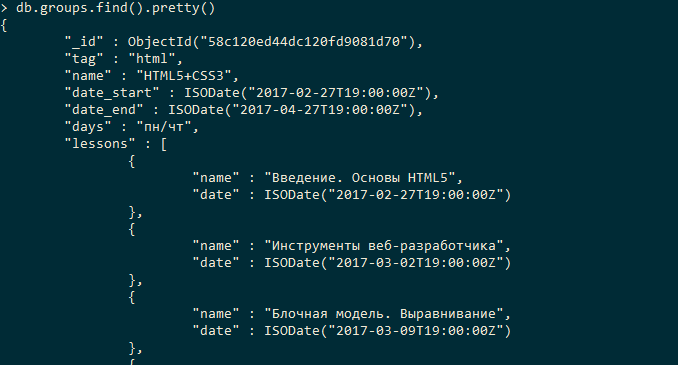 > db.groups.find().pretty()
{
"_id" : ObjectId("58c120ed44dc120fd9081d70"),
"tag" : "html",
"name" : "HTML5+CSS3",
"date_start" : ISODate("2017-02-27T19:00:00Z"),
"date_end" : ISODate("2017-04-27T19:00:00Z"),
"days" : "пн/чт",
"lessons" : [
{
"name" : "Введение. Основы HTML5",
"date" : ISODate("2017-02-27T19:00:00Z")
},
{
"name" : "Инструменты веб-разработчика",
"date" : ISODate("2017-03-02T19:00:00Z")
},
{
"name" : "Блочная модель. Выравнивание",
"date" : ISODate("2017-03-09T19:00:00Z")
},
{